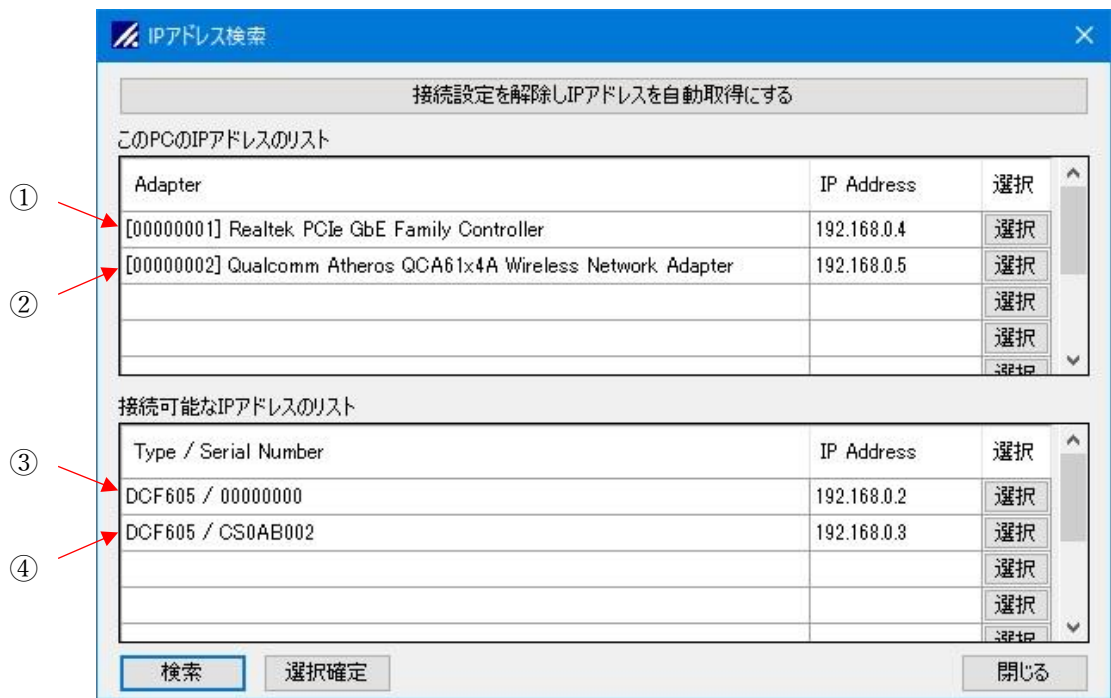 IPアドレス検索
接続設定を解除しIPアドレスを自動取得にする
このPCのIPアドレスのリスト
Adapter IP Address 選択
① [00000001] Realtek PCIe GbE Family Controller 192.168.0.4 選択
② [00000002] Qualcomm Atheros QCA61x4A Wireless Network Adapter 192.168.0.5 選択
選択
選択
選択
接続可能なIPアドレスのリスト
Type / Serial Number IP Address 選択
③ DCF605 / 00000000 192.168.0.2 選択
④ DCF605 / CS0AB002 192.168.0.3 選択
選択
選択
選択
検索 選択確定 閉じる